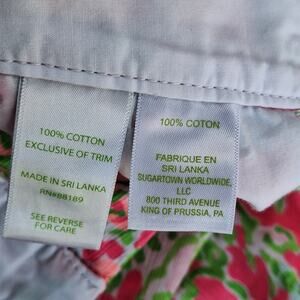 100% COTTON
EXCLUSIVE OF TRIM
MADE IN SRI LANKA
RN#88189
SEE REVERSE
FOR CARE
100% COTON
FABRIQUE EN
SRI LANKA
SUGARTOWN WORLDWIDE,
LLC
800 THIRD AVENUE
KING OF PRUSSIA, PA